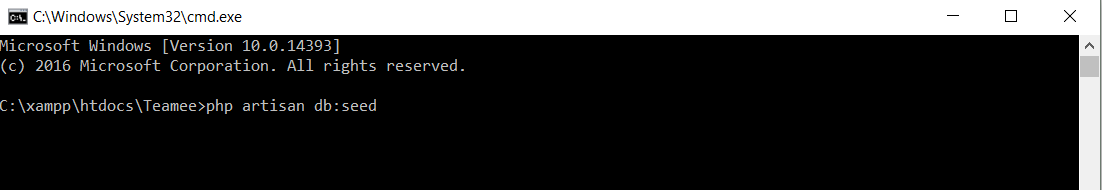 C:\Windows\System32\cmd.exe
Microsoft Windows [Version 10.0.14393]
(c) 2016 Microsoft Corporation. All rights reserved.
C:\xampp\htdocs\Teamee>php artisan db:seed